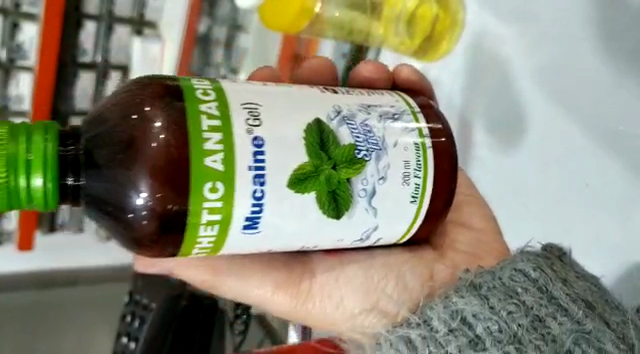 THETIC ANTACID
(Mucaine® Gel)
Sugar
free
200 ml
Mint Flavour